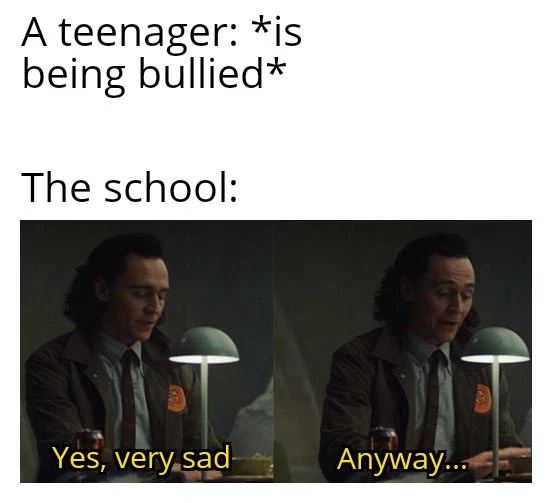 A teenager: *is
being bullied*
The school:
Yes, very sad
Anyway...